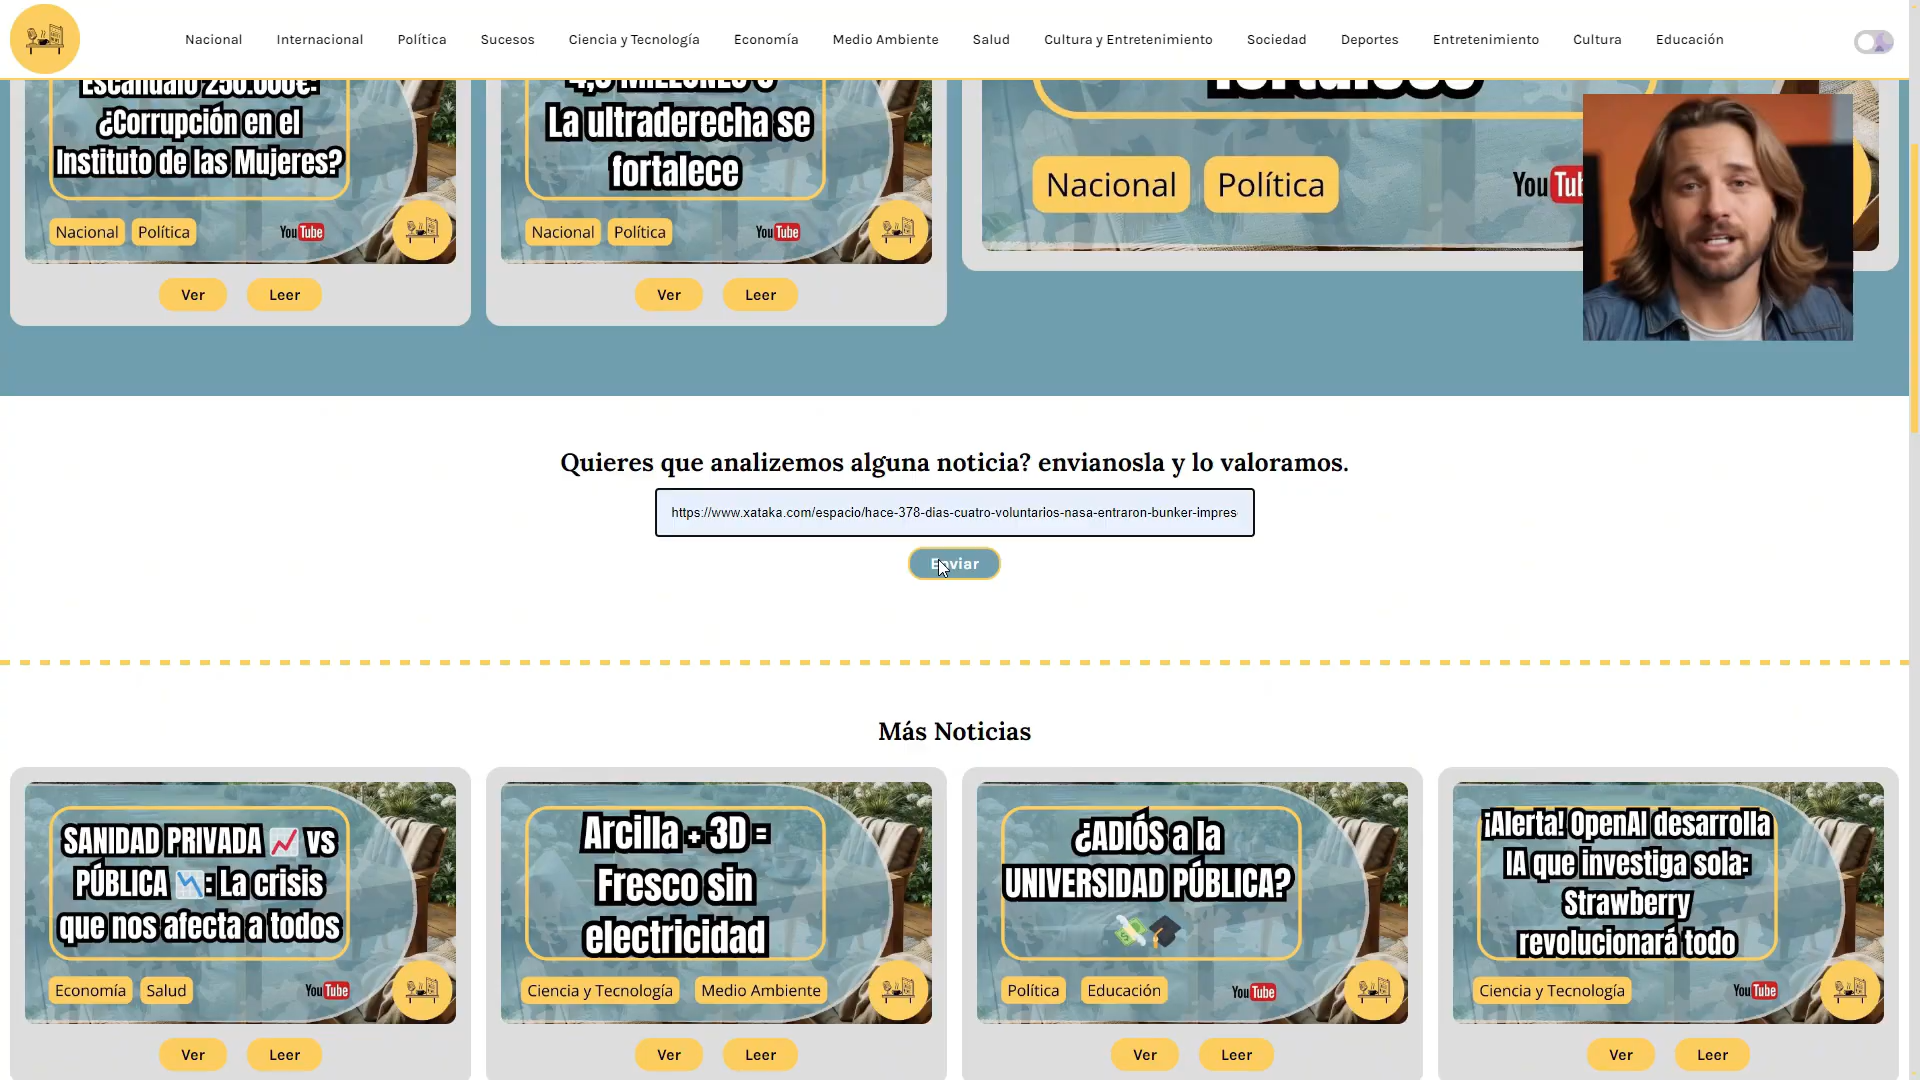 Nacional Internacional Política Sucesos Ciencia y Tecnología Economía Medio Ambiente Salud Cultura y Entretenimiento Sociedad Deportes Entretenimiento Cultura Educación
Escándalo 250.000€:
¿Corrupción en el
Instituto de las Mujeres?
Nacional Política YouTube
Ver Leer
La ultraderecha se
fortalece
Nacional Política YouTube
Ver Leer
fortalece
Nacional Política
Quieres que analizemos alguna noticia? envianosla y lo valoramos.
https://www.xataka.com/espacio/hace-378-dias-cuatro-voluntarios-nasa-entraron-bunker-impres
Enviar
Más Noticias
SANIDAD PRIVADA 📈 vs
PÚBLICA 📉: La crisis
que nos afecta a todos
Economía Salud YouTube
Ver Leer
Arcilla + 3D =
Fresco sin
electricidad
Ciencia y Tecnología Medio Ambiente
Ver Leer
¿ADIÓS a la
UNIVERSIDAD PÚBLICA?
💸🎓
Política Educación YouTube
Ver Leer
¡Alerta! OpenAI desarrolla
IA que investiga sola:
Strawberry
revolucionará todo
Ciencia y Tecnología YouTube
Ver Leer